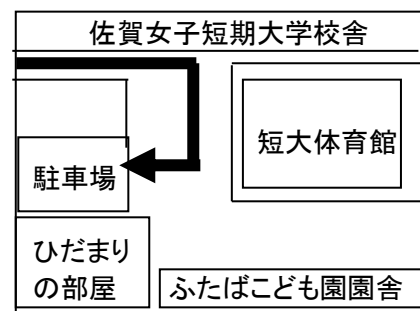 佐賀女子短期大学校舎
短大体育館
駐車場
ひだまり
の部屋
ふたばこども園園舎